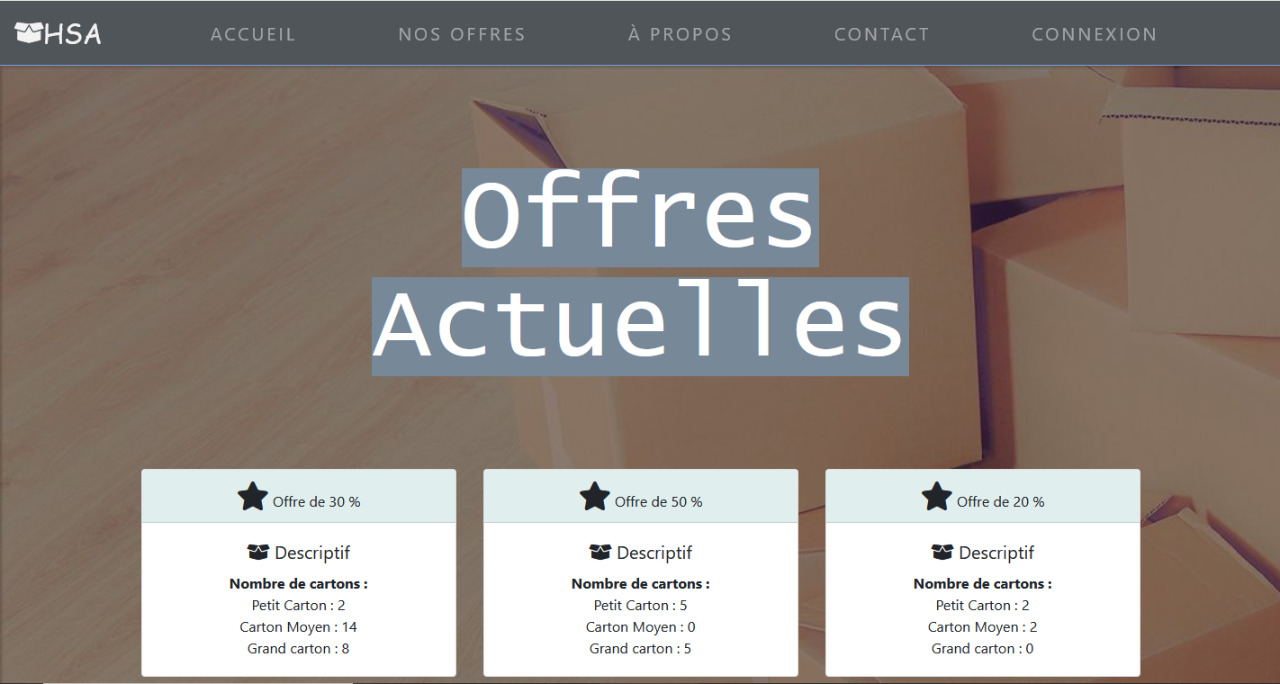 HSA
ACCUEIL
NOS OFFRES
À PROPOS
CONTACT
CONNEXION
Offres
Actuelles
Offre de 30 %
Descriptif
Nombre de cartons :
Petit Carton : 2
Carton Moyen : 14
Grand carton : 8
Offre de 50 %
Descriptif
Nombre de cartons :
Petit Carton : 5
Carton Moyen : 0
Grand carton : 5
Offre de 20 %
Descriptif
Nombre de cartons :
Petit Carton : 2
Carton Moyen : 2
Grand carton : 0